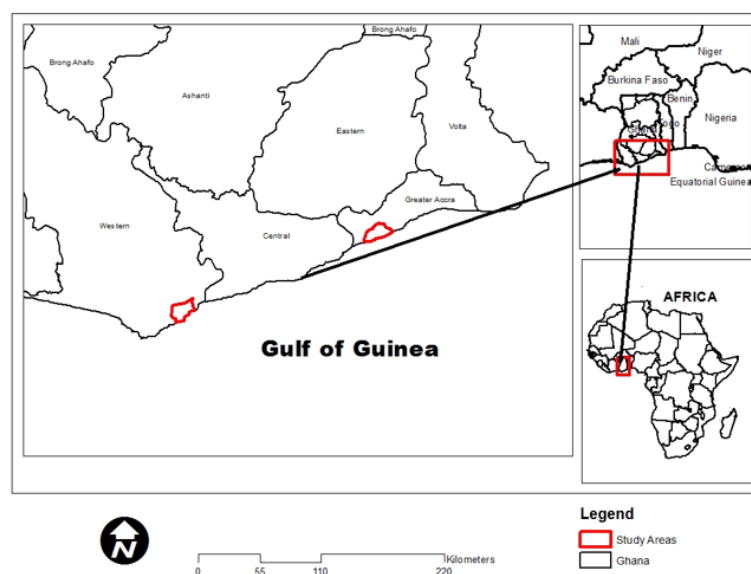 Brong Ahafo
Brong Ahafo
Ashanti
Eastern
Volta
Greater Accra
Western
Central
Gulf of Guinea
Mali
Niger
Burkina Faso
Benin
Nigeria
Ghana
Equatorial Guinea
AFRICA
N
Kilometers
0 55 110 220
Legend
Study Areas
Ghana